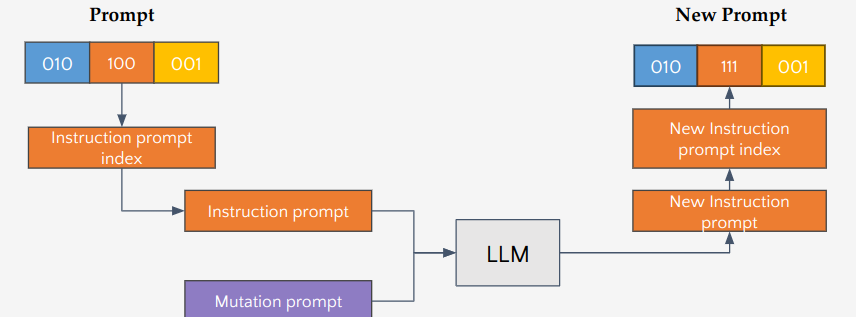 Prompt
010 100 001
Instruction prompt
index
Instruction prompt
Mutation prompt
LLM
New Prompt
010 111 001
New Instruction
prompt index
New Instruction
prompt